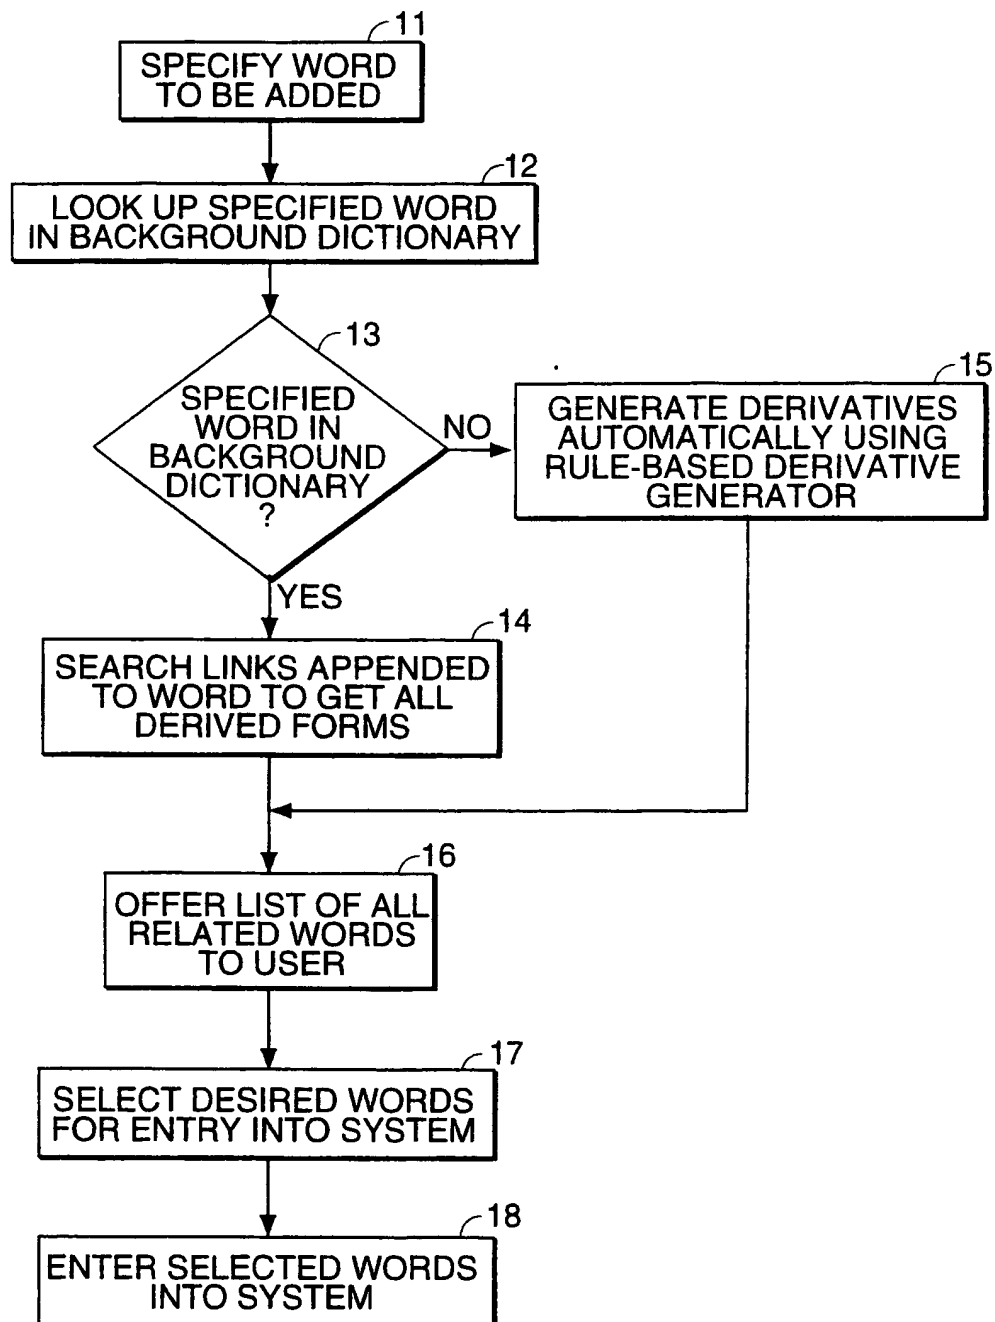 11
SPECIFY WORD
TO BE ADDED
12
LOOK UP SPECIFIED WORD
IN BACKGROUND DICTIONARY
13
SPECIFIED
WORD IN
BACKGROUND
DICTIONARY
?
NO
15
GENERATE DERIVATIVES
AUTOMATICALLY USING
RULE-BASED DERIVATIVE
GENERATOR
YES
14
SEARCH LINKS APPENDED
TO WORD TO GET ALL
DERIVED FORMS
16
OFFER LIST OF ALL
RELATED WORDS
TO USER
17
SELECT DESIRED WORDS
FOR ENTRY INTO SYSTEM
18
ENTER SELECTED WORDS
INTO SYSTEM